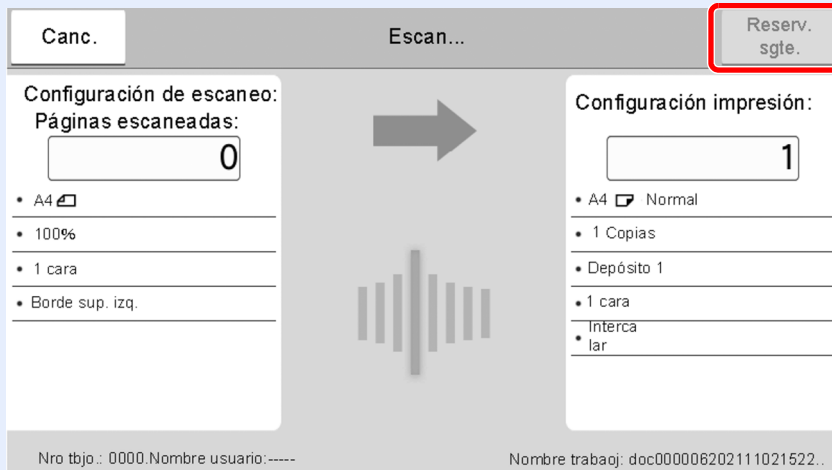 Canc.
Escan...
Reserv.
sgte.
Configuración de escaneo:
Páginas escaneadas:
0
• A4
• 100%
• 1 cara
• Borde sup. izq.
Configuración impresión:
1
• A4 Normal
• 1 Copias
• Depósito 1
• 1 cara
• Interca
lar
Nro tbjo.: 0000.Nombre usuario:-----
Nombre trabaoj: doc000006202111021522..